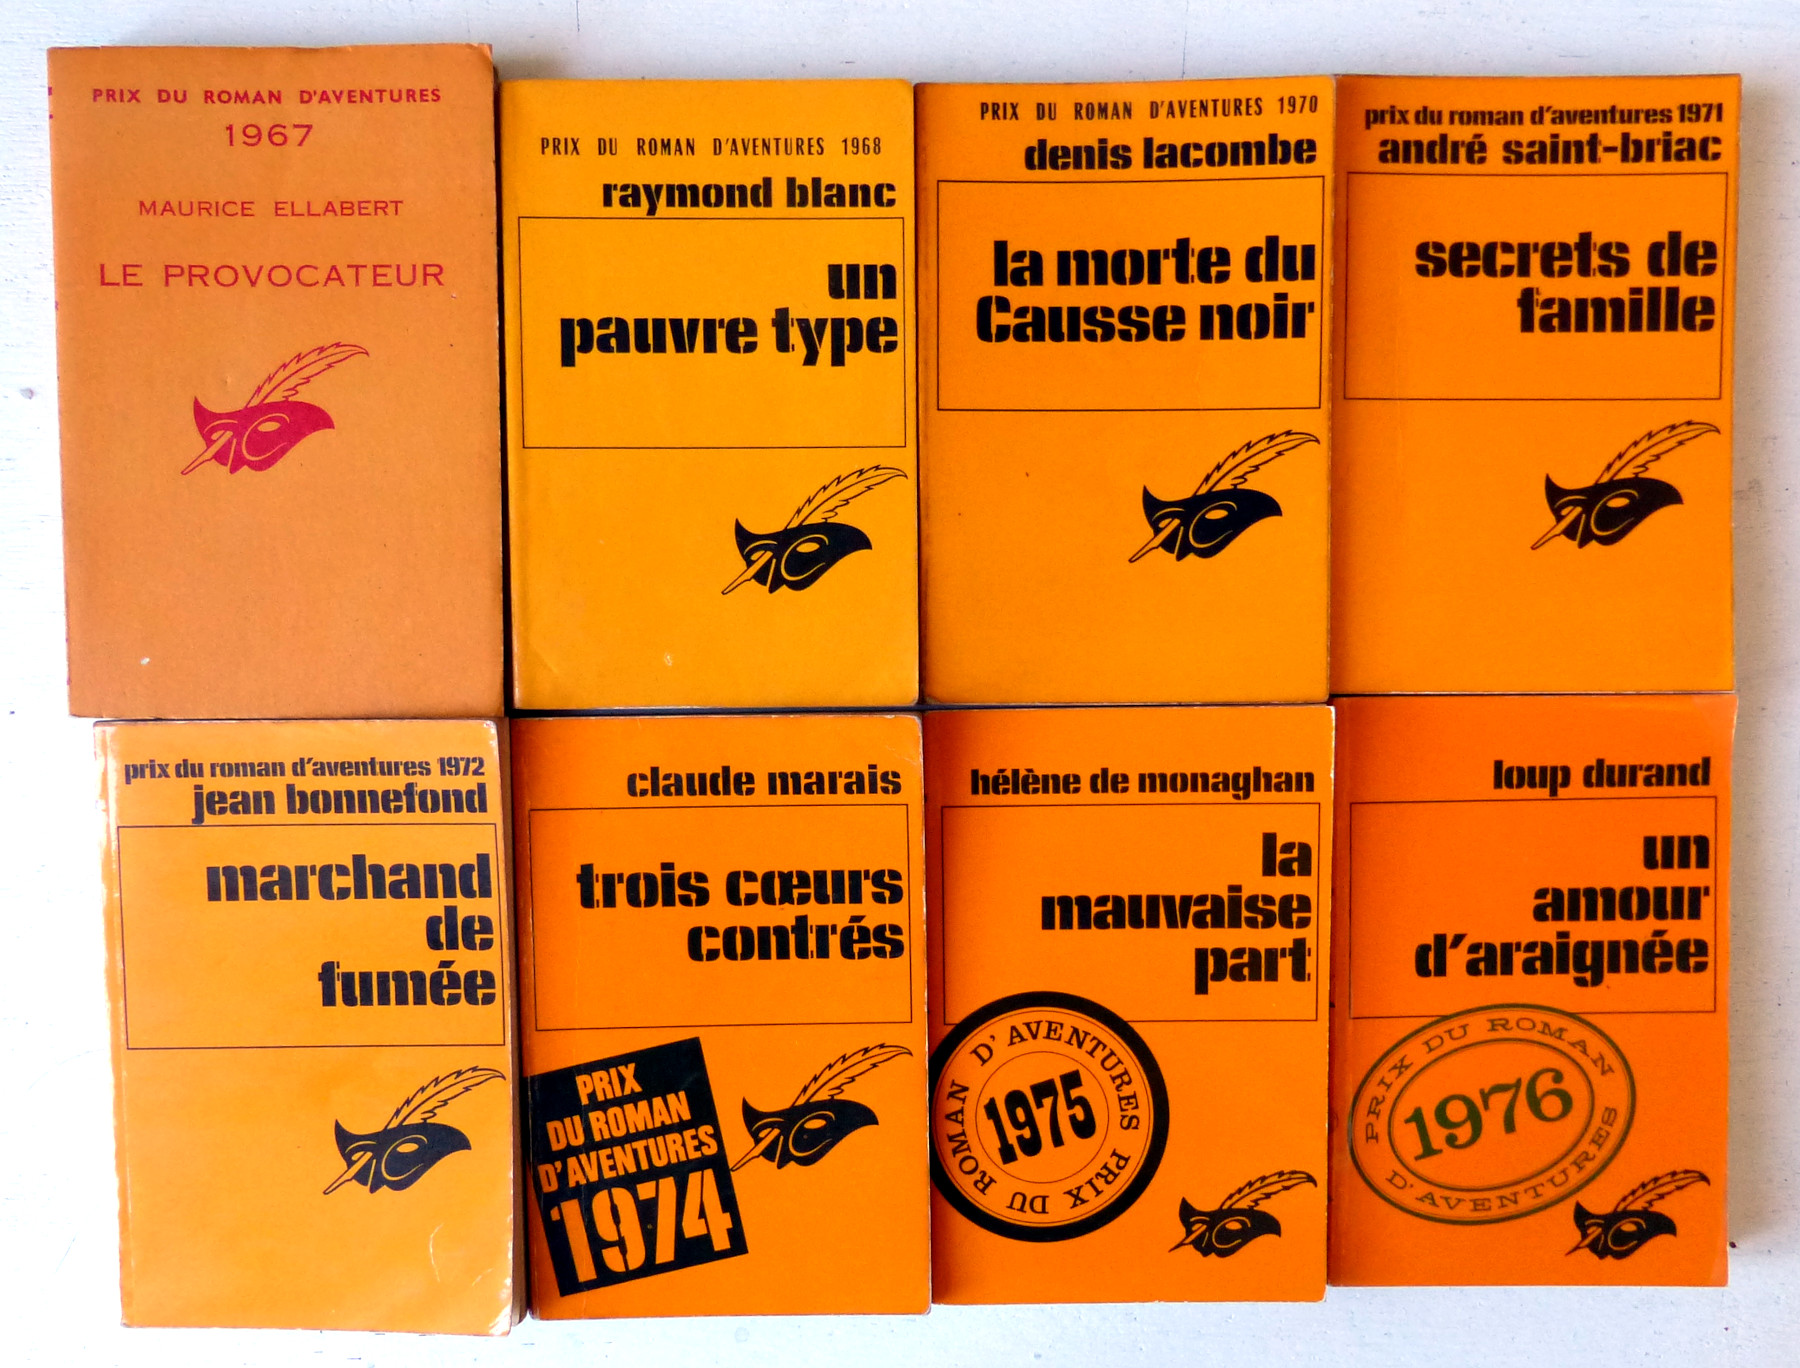 PRIX DU ROMAN D'AVENTURES
1967
MAURICE ELLABERT
LE PROVOCATEUR
PRIX DU ROMAN D'AVENTURES 1968
raymond blanc
un
pauvre type
PRIX DU ROMAN D'AVENTURES 1970
denis lacombe
la morte du
Causse noir
prix du roman d'aventures 1971
andré saint-briac
secrets de
famille
prix du roman d'aventures 1972
jean bonnefond
marchand
de
fumée
claude marais
trois cœurs
contrés
PRIX
DU ROMAN
D'AVENTURES
1974
hélène de monaghan
la
mauvaise
part
PRIX DU ROMAN D'AVENTURES
1975
loup durand
un
amour
d'araignée
PRIX DU ROMAN
1976
D'AVENTURES